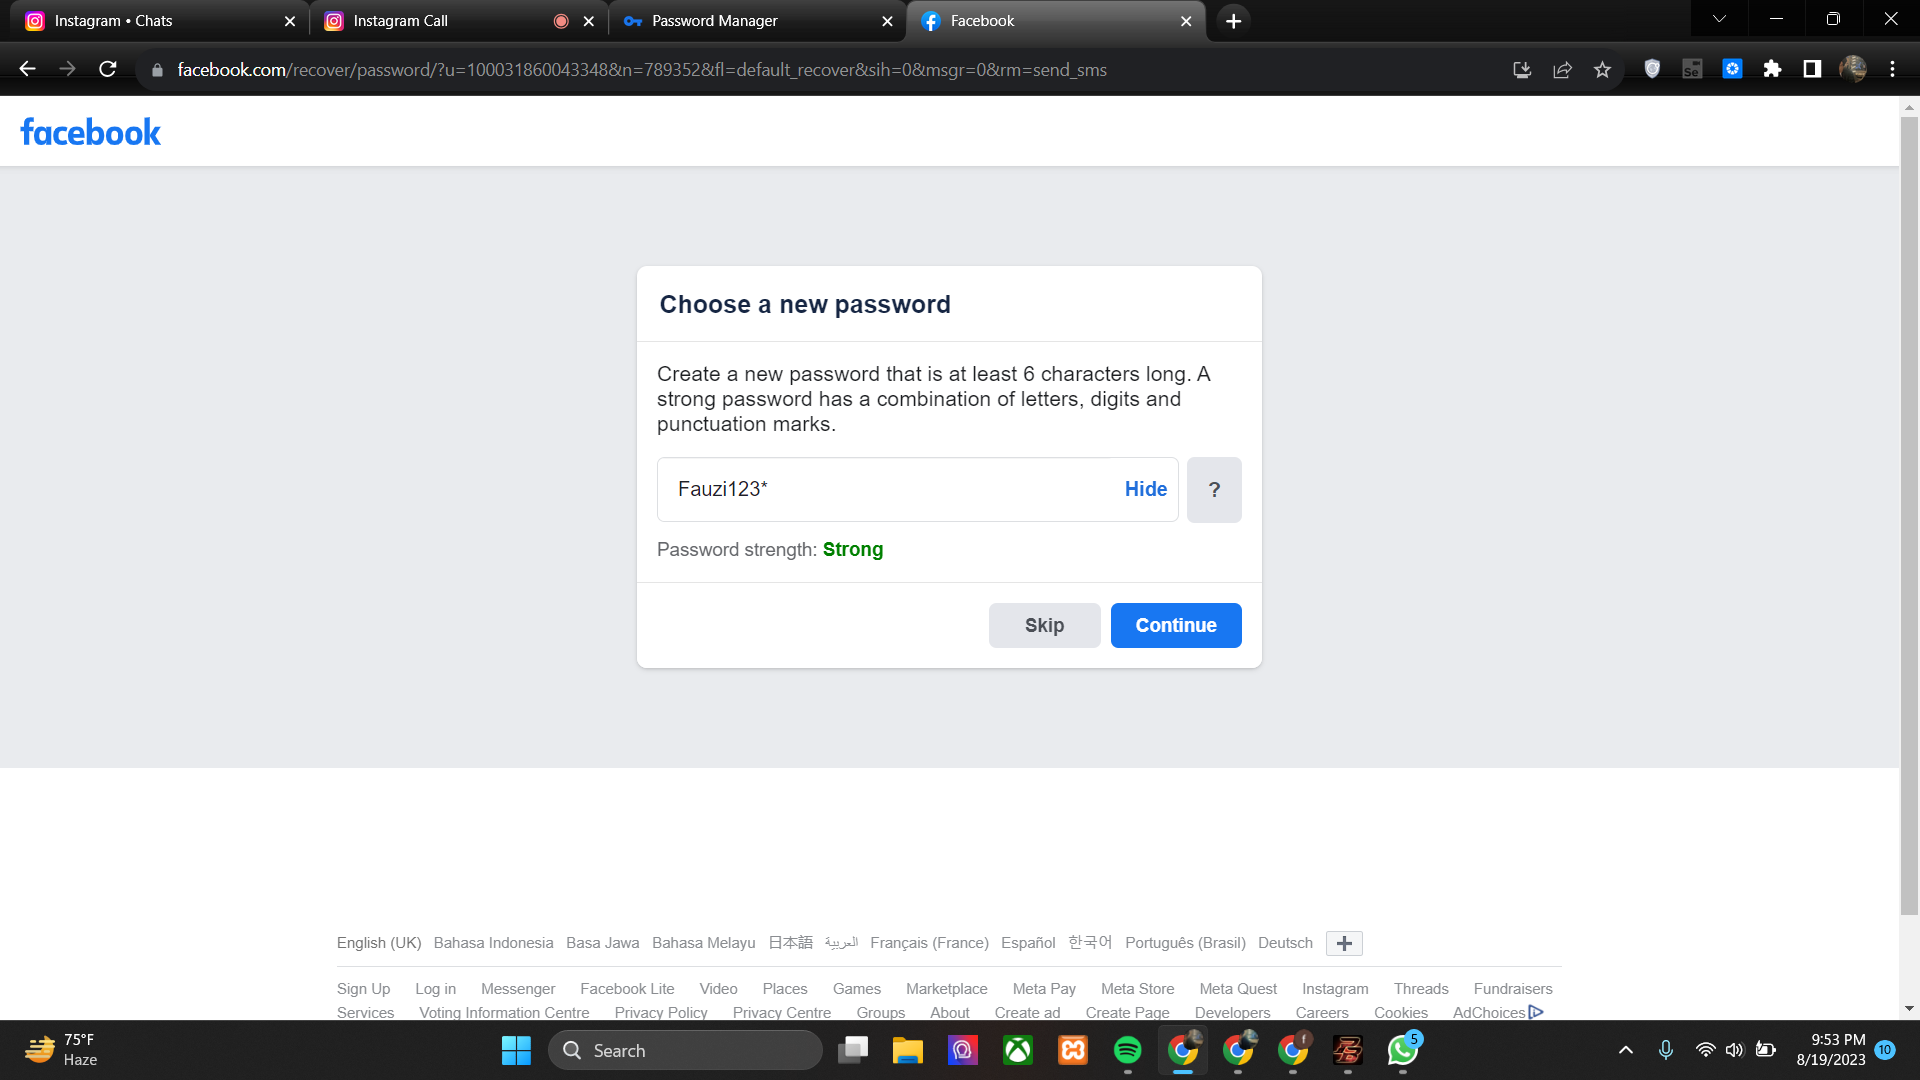 Instagram • Chats
Instagram Call
Password Manager
Facebook
facebook.com/recover/password/?u=100031860043348&n=789352&fl=default_recover&sih=0&msgr=0&rm=send_sms
Se
facebook
Choose a new password
Create a new password that is at least 6 characters long. A
strong password has a combination of letters, digits and
punctuation marks.
Fauzi123*
Hide
?
Password strength: Strong
Skip
Continue
English (UK) Bahasa Indonesia Basa Jawa Bahasa Melayu 日本語 العربية Français (France) Español 한국어 Português (Brasil) Deutsch
Sign Up Log in Messenger Facebook Lite Video Places Games Marketplace Meta Pay Meta Store Meta Quest Instagram Threads Fundraisers
Services Voting Information Centre Privacy Policy Privacy Centre Groups About Create ad Create Page Developers Careers Cookies AdChoices
75°F
Haze
Search
f
5
9:53 PM
8/19/2023
10